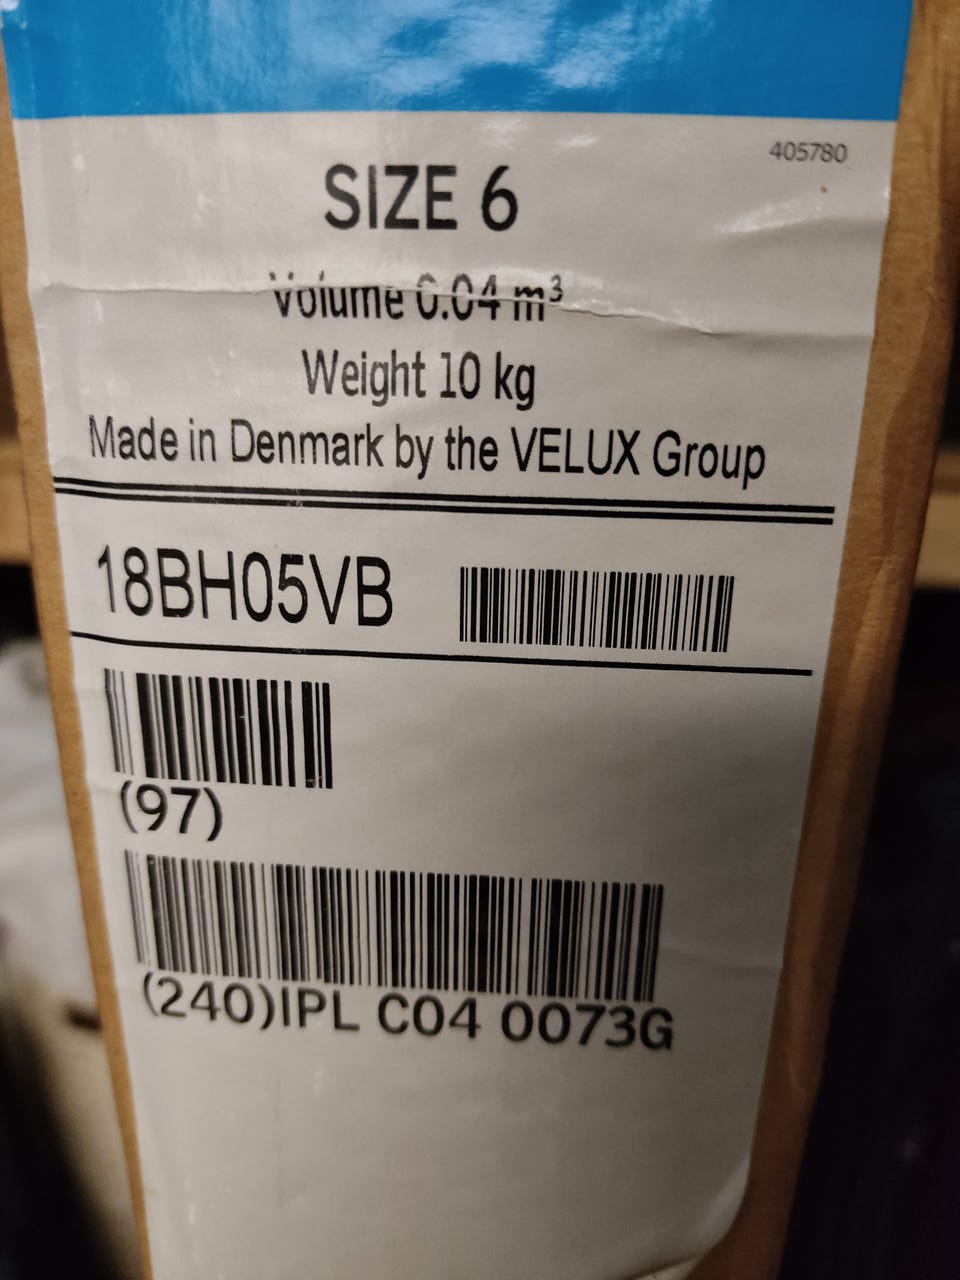 405780
SIZE 6
Volume 0.04 m³
Weight 10 kg
Made in Denmark by the VELUX Group
18BH05VB
(97)
(240)IPL C04 0073G